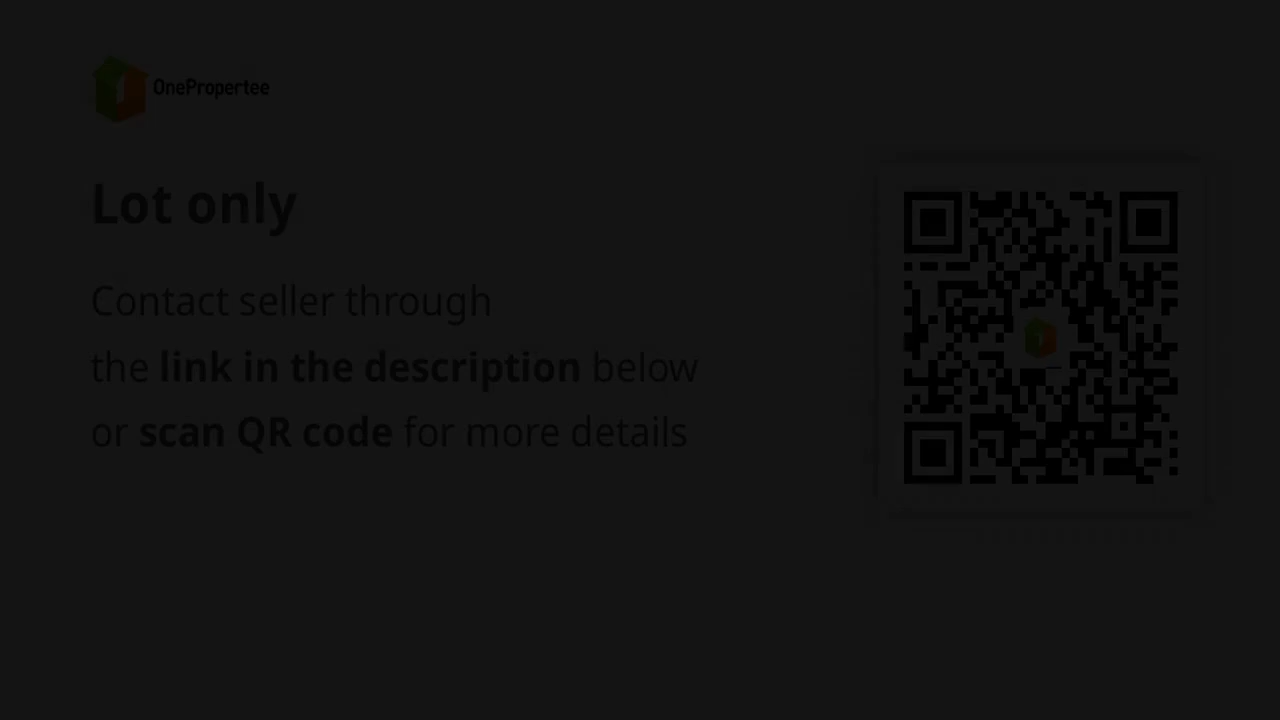 OnePropertee
Lot only
Contact seller through
the link in the description below
or scan QR code for more details